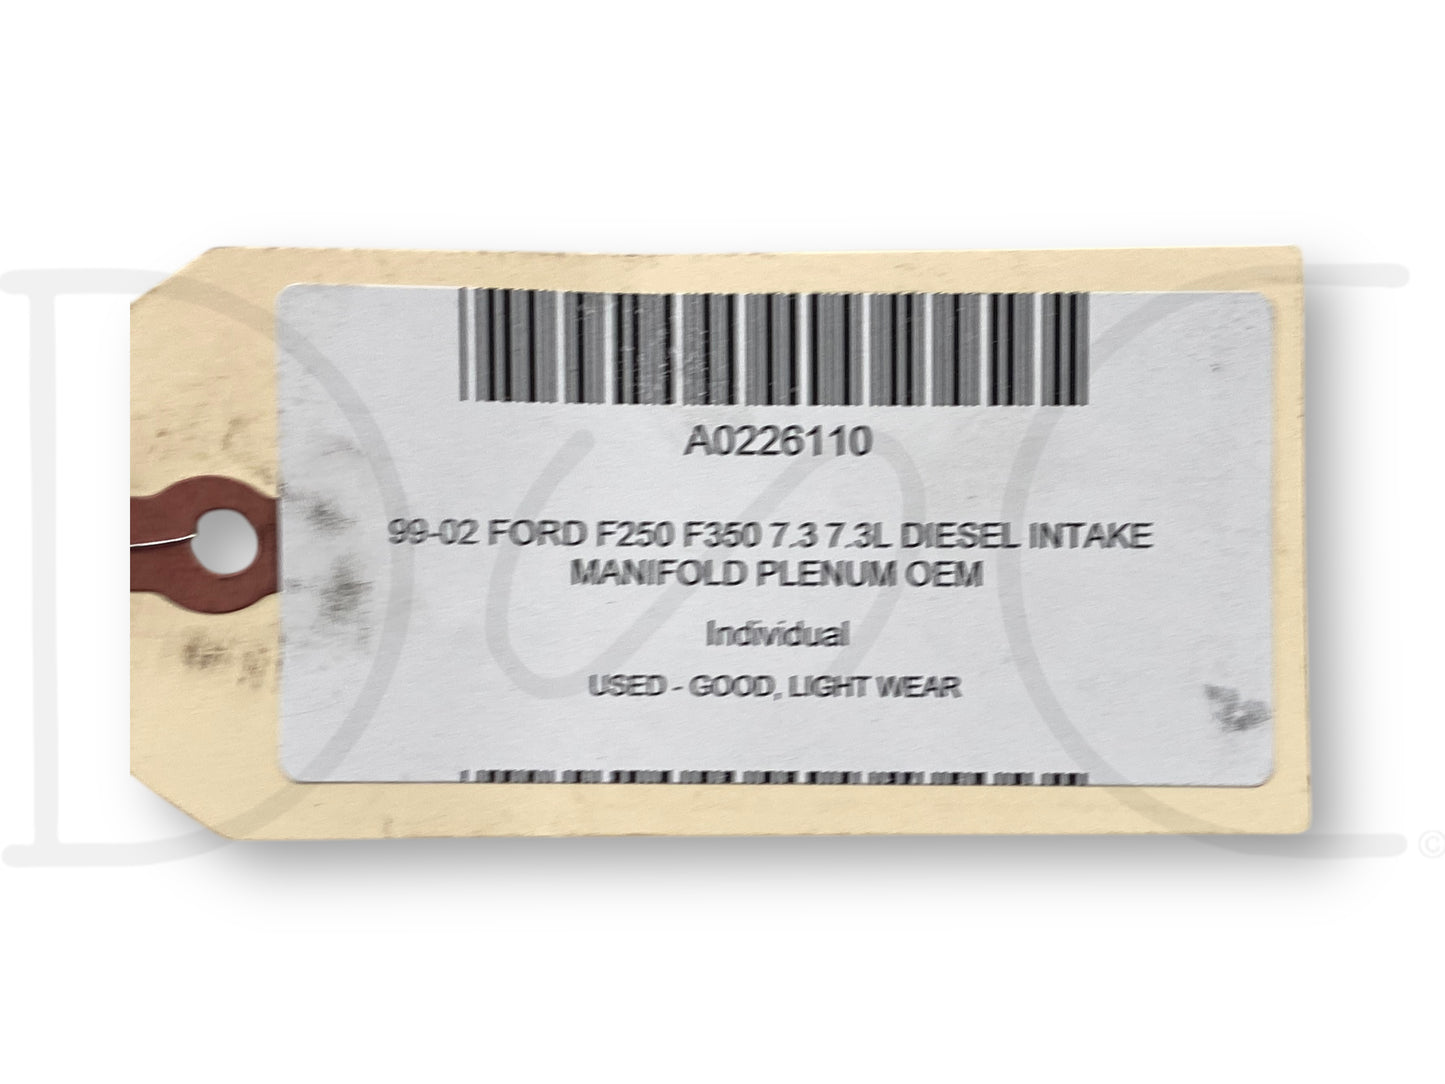 A0226110
99-02 FORD F250 F350 7.3 7.3L DIESEL INTAKE
MANIFOLD PLENUM OEM
Individual
USED - GOOD, LIGHT WEAR
DSC
©